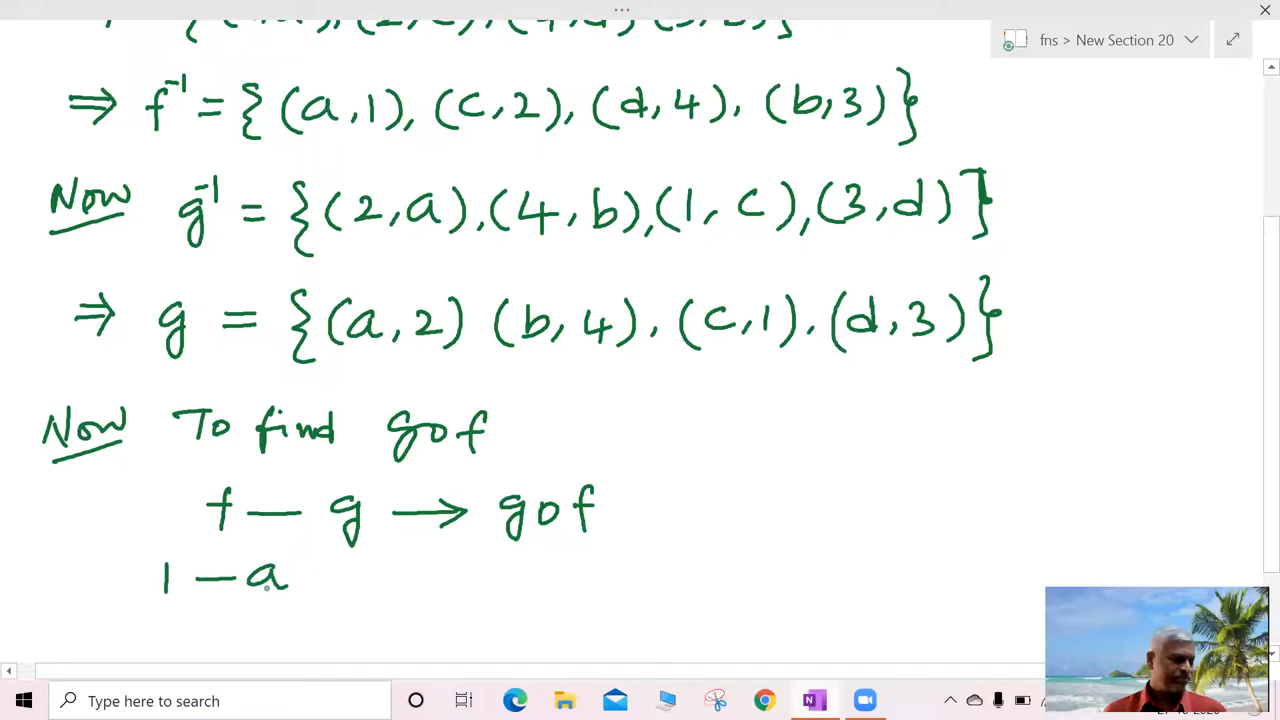 fns > New Section 20
⇒ f⁻¹ = {(a,1), (c,2), (d,4), (b,3)}
Now g⁻¹ = {(2,a), (4,b), (1,c), (3,d)}
⇒ g = {(a,2) (b,4), (c,1), (d,3)}
Now To find gof
f — g → gof
1 — a
Type here to search